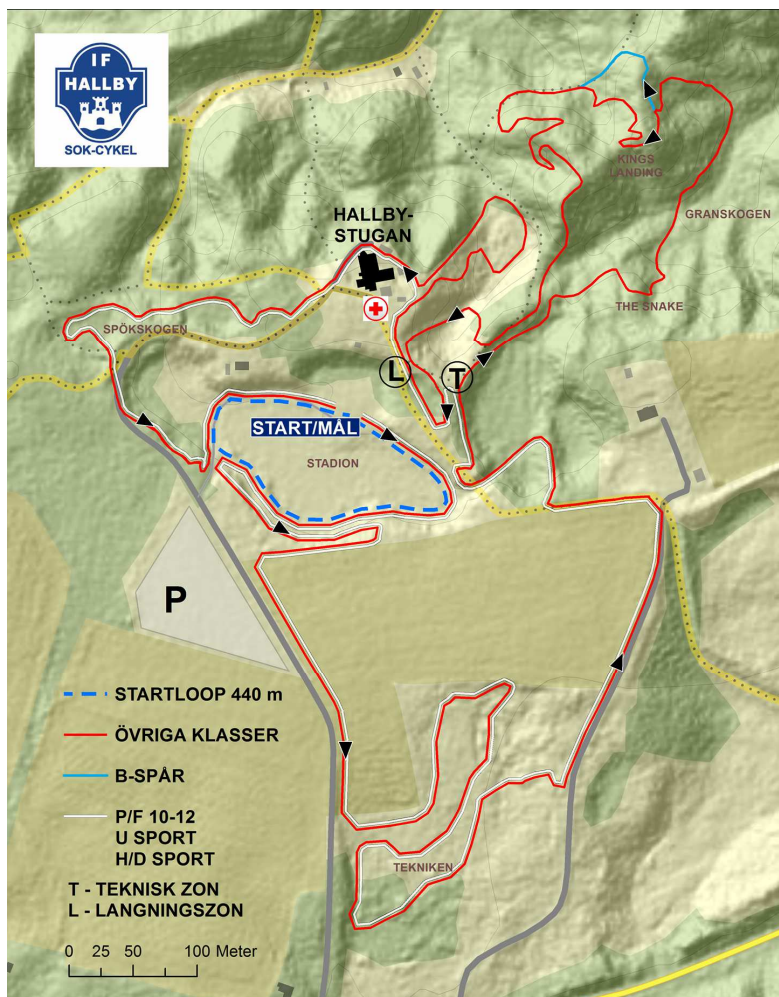 IF
HALLBY
SOK-CYKEL
KINGS
LANDING
GRANSKOGEN
HALLBY-
STUGAN
THE SNAKE
SPÖKSKOGEN
L
T
START/MÅL
STADION
P
TEKNIKEN
STARTLOOP 440 m
ÖVRIGA KLASSER
B-SPÅR
P/F 10-12
U SPORT
H/D SPORT
T - TEKNISK ZON
L - LANGNINGSZON
0 25 50 100 Meter